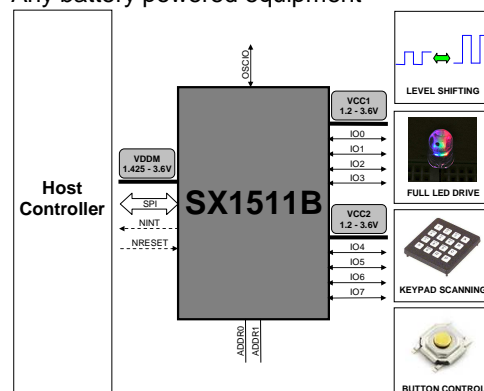 Any battery powered equipment
OSCIO
VCC1
1.2 - 3.6V
IO0
IO1
IO2
IO3
VDDM
1.425 - 3.6V
Host
Controller
SPI
NINT
NRESET
SX1511B
VCC2
1.2 - 3.6V
IO4
IO5
IO6
IO7
ADDR0
ADDR1
LEVEL SHIFTING
FULL LED DRIVE
KEYPAD SCANNING
BUTTON CONTROL